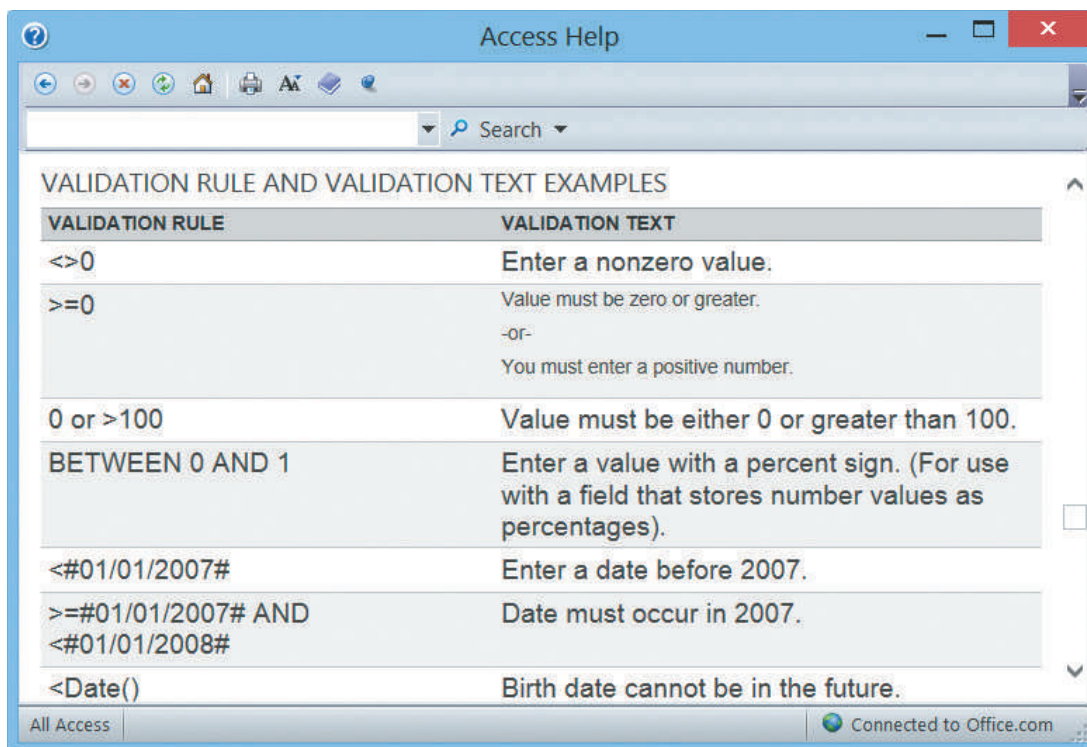 Access Help
Search
VALIDATION RULE AND VALIDATION TEXT EXAMPLES
VALIDATION RULE VALIDATION TEXT
<>0 Enter a nonzero value.
>=0 Value must be zero or greater.
-or-
You must enter a positive number.
0 or >100 Value must be either 0 or greater than 100.
BETWEEN 0 AND 1 Enter a value with a percent sign. (For use
with a field that stores number values as
percentages).
<#01/01/2007# Enter a date before 2007.
>=#01/01/2007# AND Date must occur in 2007.
<#01/01/2008#
<Date() Birth date cannot be in the future.
All Access Connected to Office.com